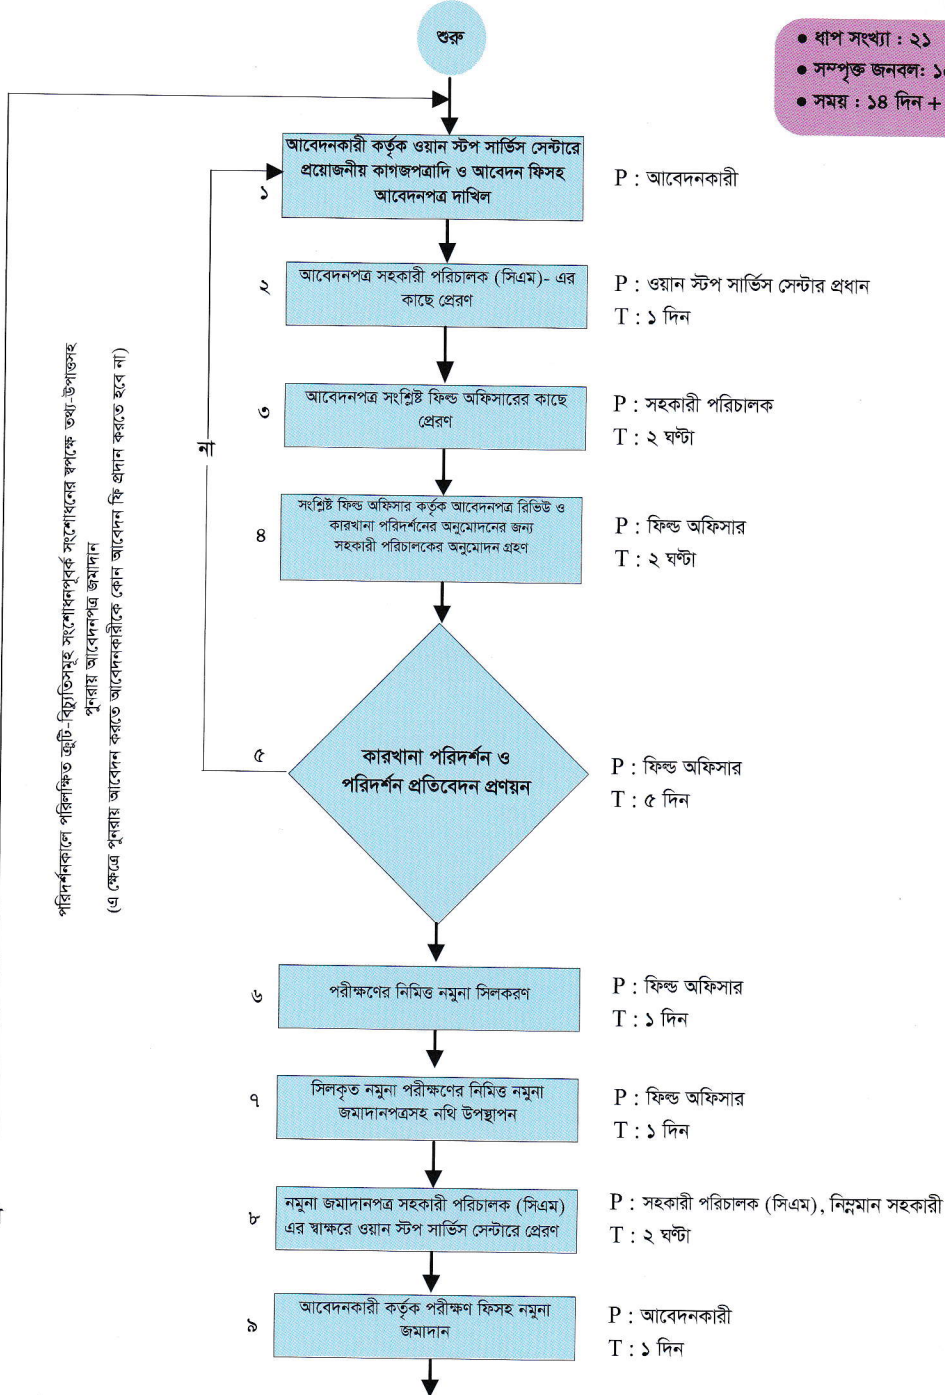 শুরু
• ধাপ সংখ্যা : ২১
• সম্পৃক্ত জনবল:
• সময় : ১৪ দিন +
আবেদনকারী কর্তৃক ওয়ান স্টপ সার্ভিস সেন্টারে
প্রয়োজনীয় কাগজপত্রাদি ও আবেদন ফিসহ
আবেদনপত্র দাখিল
১
P : আবেদনকারী
২
আবেদনপত্র সহকারী পরিচালক (সিএম)- এর
কাছে প্রেরণ
P : ওয়ান স্টপ সার্ভিস সেন্টার প্রধান
T : ১ দিন
৩
আবেদনপত্র সংশ্লিষ্ট ফিল্ড অফিসারের কাছে
প্রেরণ
P : সহকারী পরিচালক
T : ২ ঘণ্টা
না
৪
সংশ্লিষ্ট ফিল্ড অফিসার কর্তৃক আবেদনপত্র রিভিউ ও
কারখানা পরিদর্শনের অনুমোদনের জন্য
সহকারী পরিচালকের অনুমোদন গ্রহণ
P : ফিল্ড অফিসার
T : ২ ঘণ্টা
পরিদর্শনকালে পরিলক্ষিত ত্রুটি-বিচ্যুতিসমূহ সংশোধনপূর্বক সংশোধনের স্বপক্ষে তথ্য-উপাত্তসহ
পুনরায় আবেদনপত্র জমাদান
(এ ক্ষেত্রে পুনরায় আবেদন করতে আবেদনকারীকে কোন আবেদন ফি প্রদান করতে হবে না)
৫
কারখানা পরিদর্শন ও
পরিদর্শন প্রতিবেদন প্রণয়ন
P : ফিল্ড অফিসার
T : ৫ দিন
৬
পরীক্ষণের নিমিত্ত নমুনা সিলকরণ
P : ফিল্ড অফিসার
T : ১ দিন
৭
সিলকৃত নমুনা পরীক্ষণের নিমিত্ত নমুনা
জমাদানপত্রসহ নথি উপস্থাপন
P : ফিল্ড অফিসার
T : ১ দিন
৮
নমুনা জমাদানপত্র সহকারী পরিচালক (সিএম)
এর স্বাক্ষরে ওয়ান স্টপ সার্ভিস সেন্টারে প্রেরণ
P : সহকারী পরিচালক (সিএম), নিম্নমান সহকারী
T : ২ ঘণ্টা
৯
আবেদনকারী কর্তৃক পরীক্ষণ ফিসহ নমুনা
জমাদান
P : আবেদনকারী
T : ১ দিন